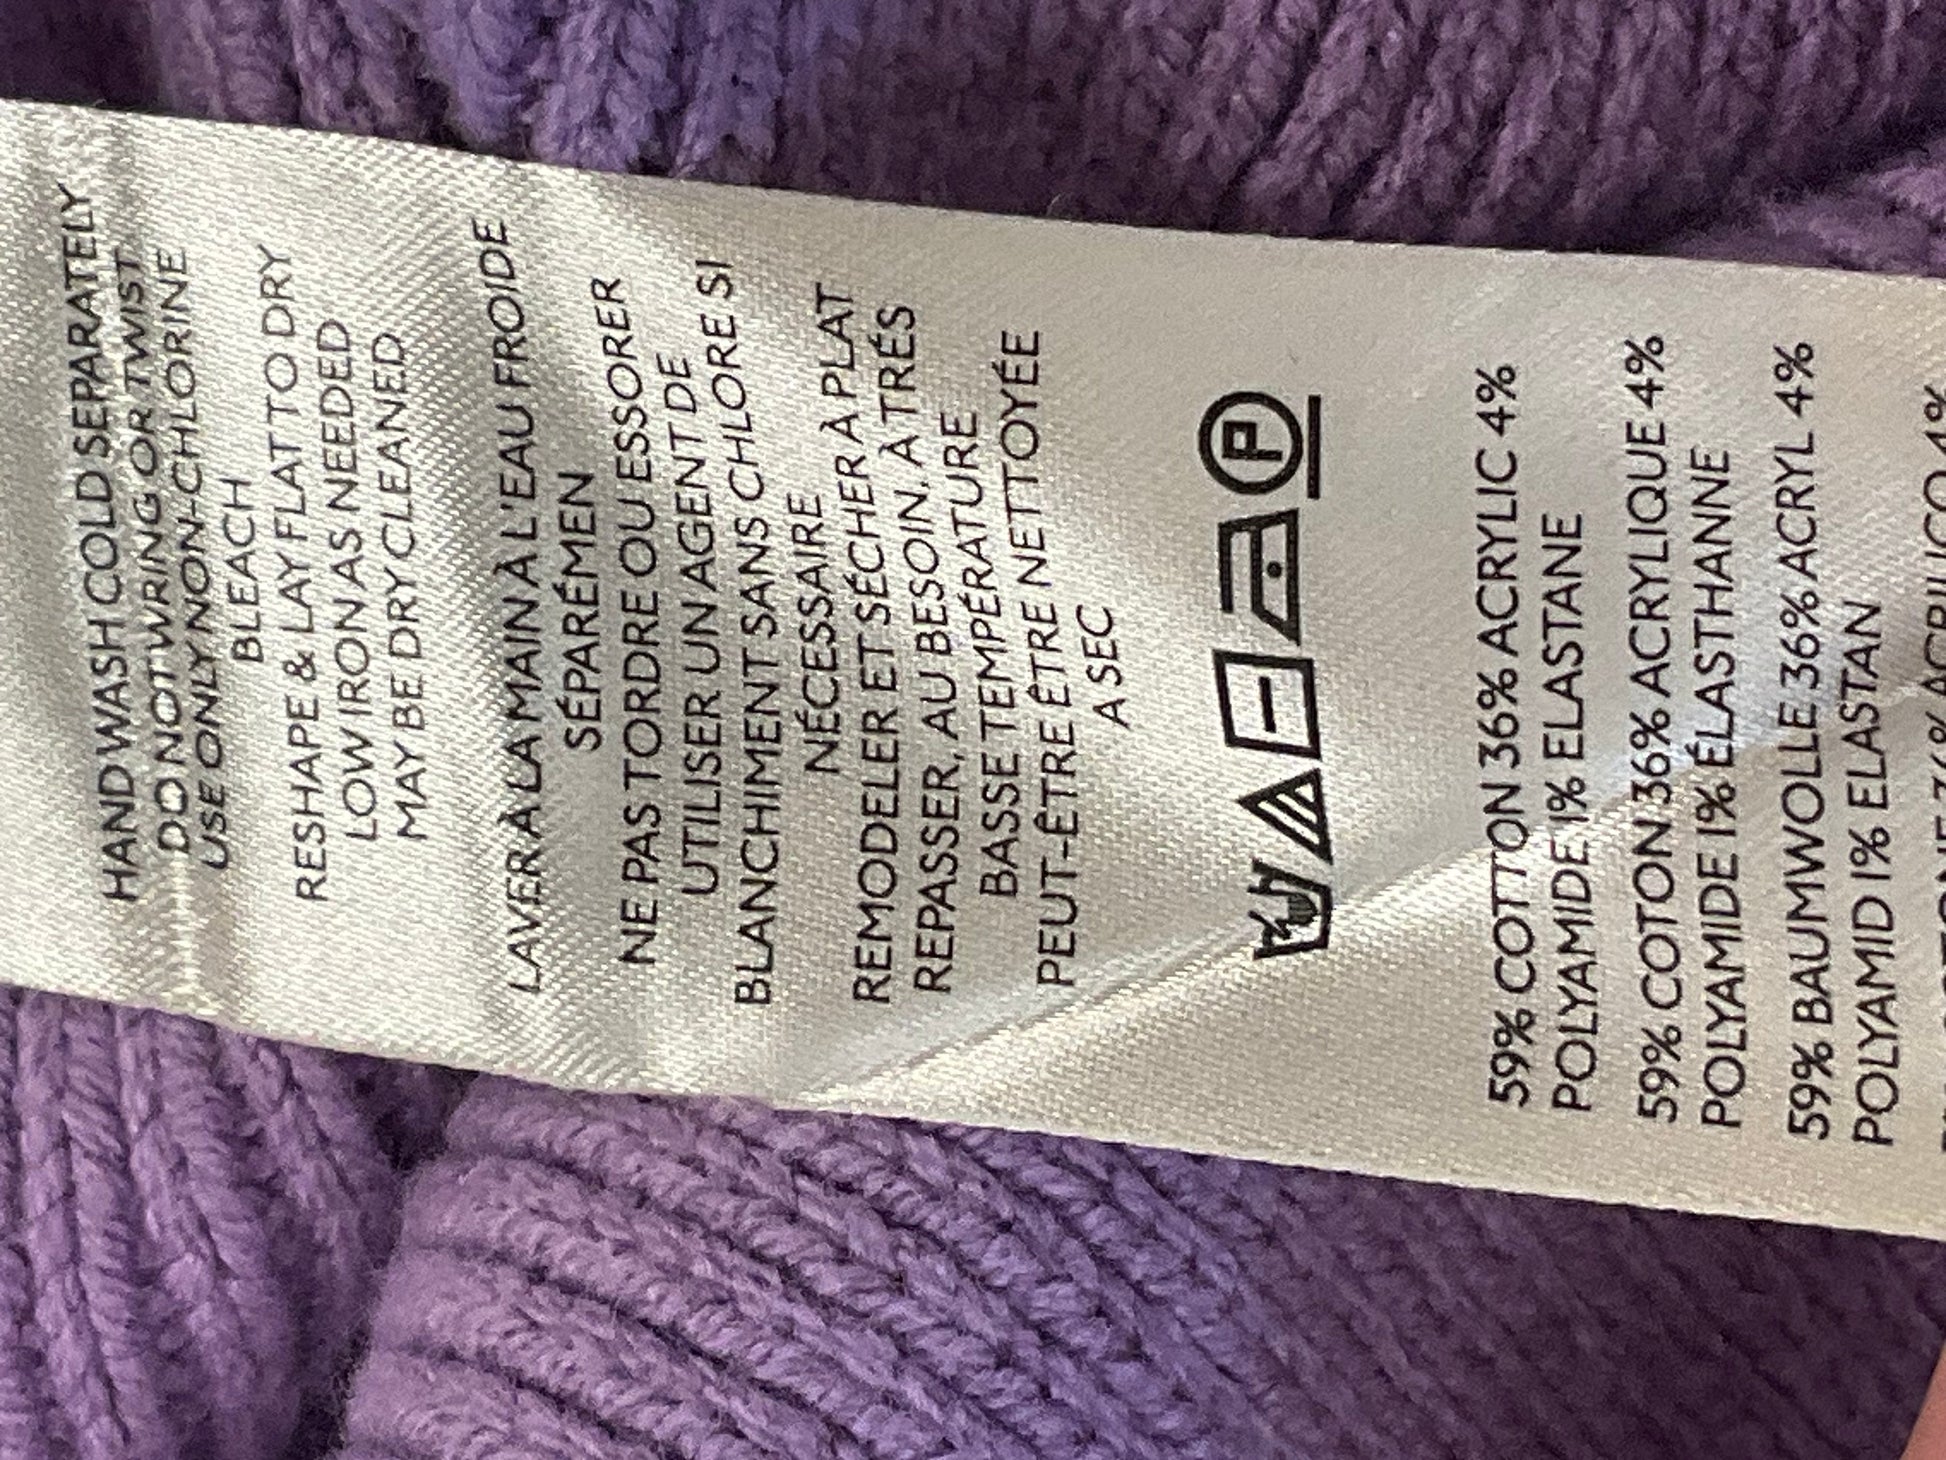 HAND WASH COLD SEPARATELY
DO NOT WRING OR TWIST
USE ONLY NON-CHLORINE
BLEACH
RESHAPE & LAY FLAT TO DRY
LOW IRON AS NEEDED
MAY BE DRY CLEANED
LAVER À LA MAIN À L'EAU FROIDE
SÉPARÉMEN
NE PAS TORDRE OU ESSORER
UTILISER UN AGENT DE
BLANCHIMENT SANS CHLORE SI
NÉCESSAIRE
REMODELER ET SÉCHER À PLAT
REPASSER, AU BESOIN, À TRÉS
BASSE TEMPÉRATURE
PEUT-ÊTRE ÊTRE NETTOYÉE
A SEC
P
59% COTTON 36% ACRYLIC 4%
POLYAMIDE 1% ELASTANE
59% COTON 36% ACRYLIQUE 4%
POLYAMIDE 1% ÉLASTHANNE
59% BAUMWOLLE 36% ACRYL 4%
POLYAMID 1% ELASTAN
36% ACRILICO 4%